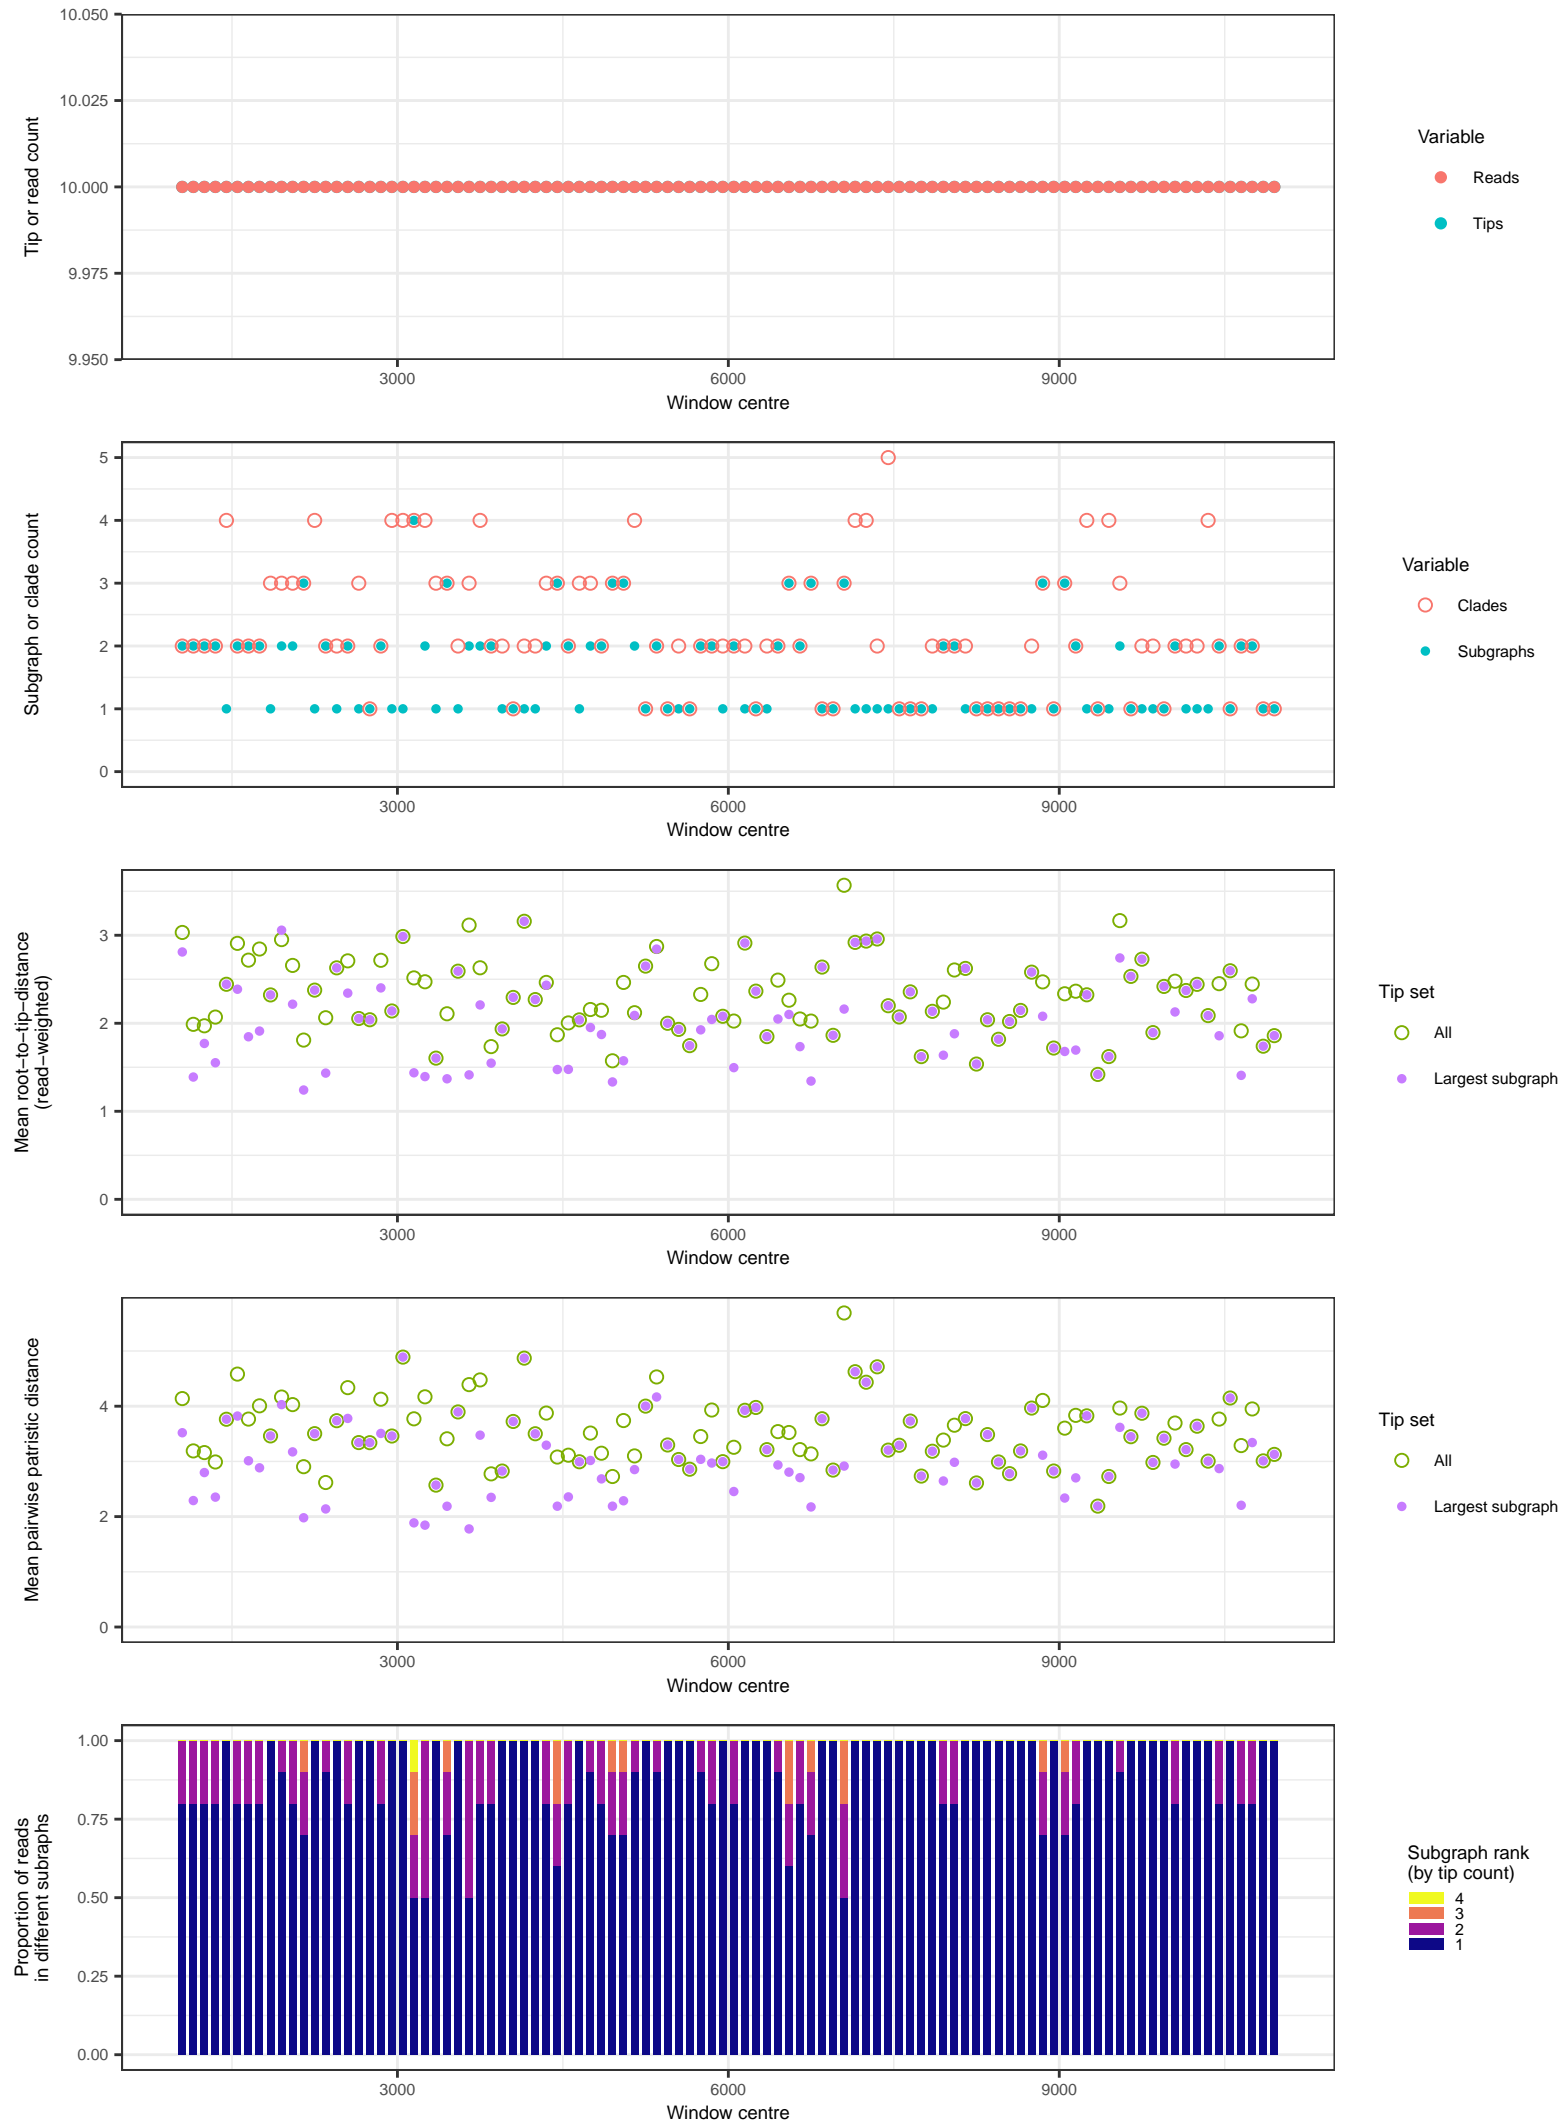 10.050
10.025
10.000
9.975
9.950
Tip or read count
3000 6000 9000
Window centre
Variable
Reads
Tips
5
4
3
2
1
0
Subgraph or clade count
3000 6000 9000
Window centre
Variable
Clades
Subgraphs
3
2
1
0
Mean root−to−tip−distance
(read−weighted)
3000 6000 9000
Window centre
Tip set
All
Largest subgraph
4
2
0
Mean pairwise patristic distance
3000 6000 9000
Window centre
Tip set
All
Largest subgraph
1.00
0.75
0.50
0.25
0.00
Proportion of reads
in different subraphs
3000 6000 9000
Window centre
Subgraph rank
(by tip count)
4
3
2
1